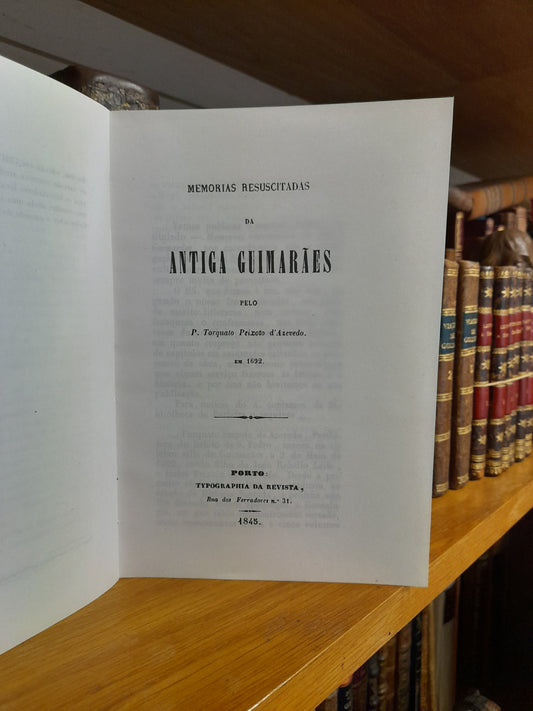 MEMORIAS RESUSCITADAS
DA
ANTIGA GUIMARÃES
PELO
P. Torquato Peixoto d'Azevedo.
EM 1692.
PORTO:
TYPOGRAPHIA DA REVISTA,
Rua dos Ferradores n.º 31.
1845.